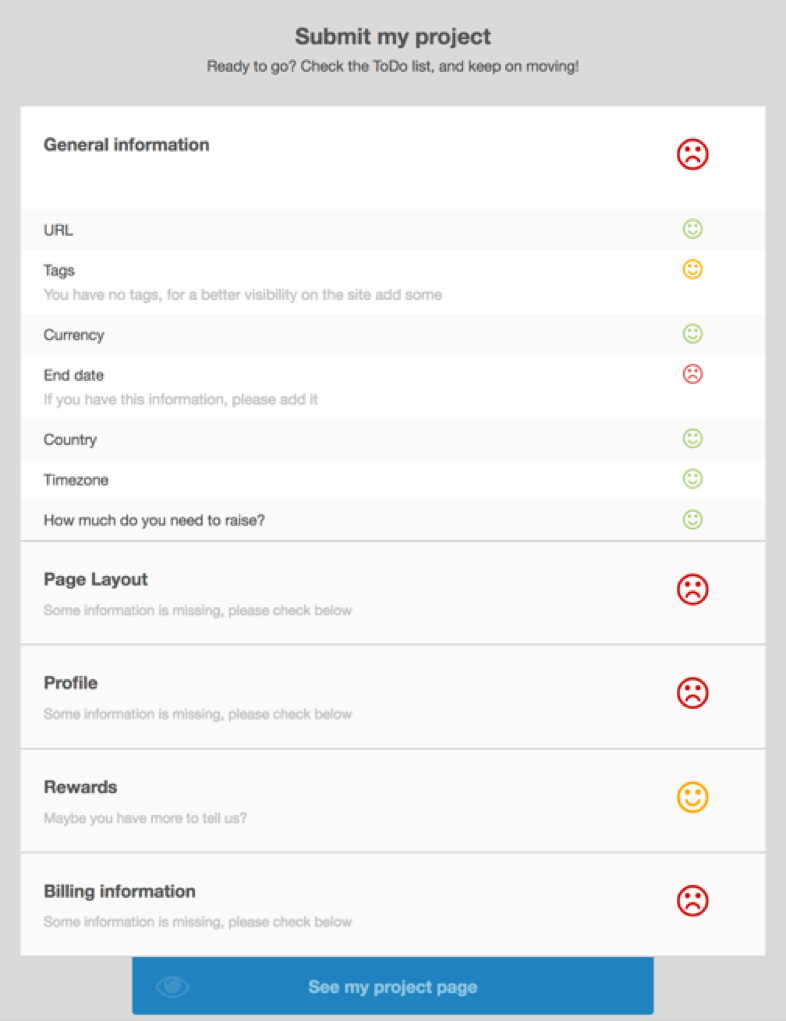 Submit my project
Ready to go? Check the ToDo list, and keep on moving!
General information
URL
Tags
You have no tags, for a better visibility on the site add some
Currency
End date
If you have this information, please add it
Country
Timezone
How much do you need to raise?
Page Layout
Some information is missing, please check below
Profile
Some information is missing, please check below
Rewards
Maybe you have more to tell us?
Billing information
Some information is missing, please check below
See my project page